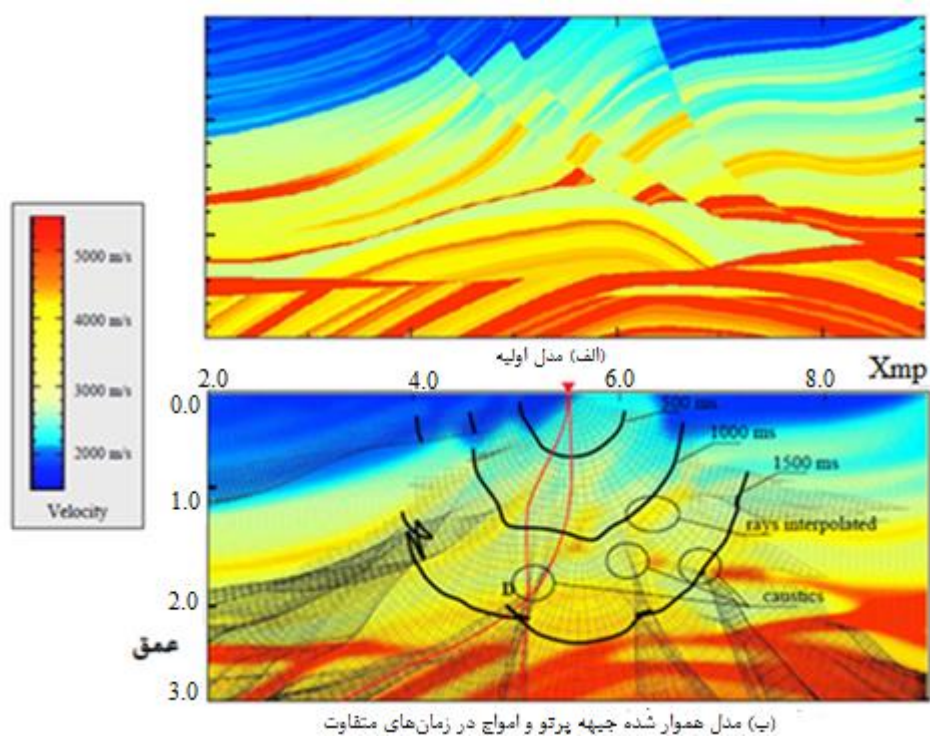 5000 m/s
4000 m/s
3000 m/s
2000 m/s
Velocity
(الف) مدل اولیه
2.0
4.0
6.0
8.0
Xmp
0.0
1.0
2.0
3.0
عمق
500 ms
1000 ms
1500 ms
rays interpolated
caustics
D
(ب) مدل هموار شده جبهه پرتو و امواج در زمان‌های متفاوت